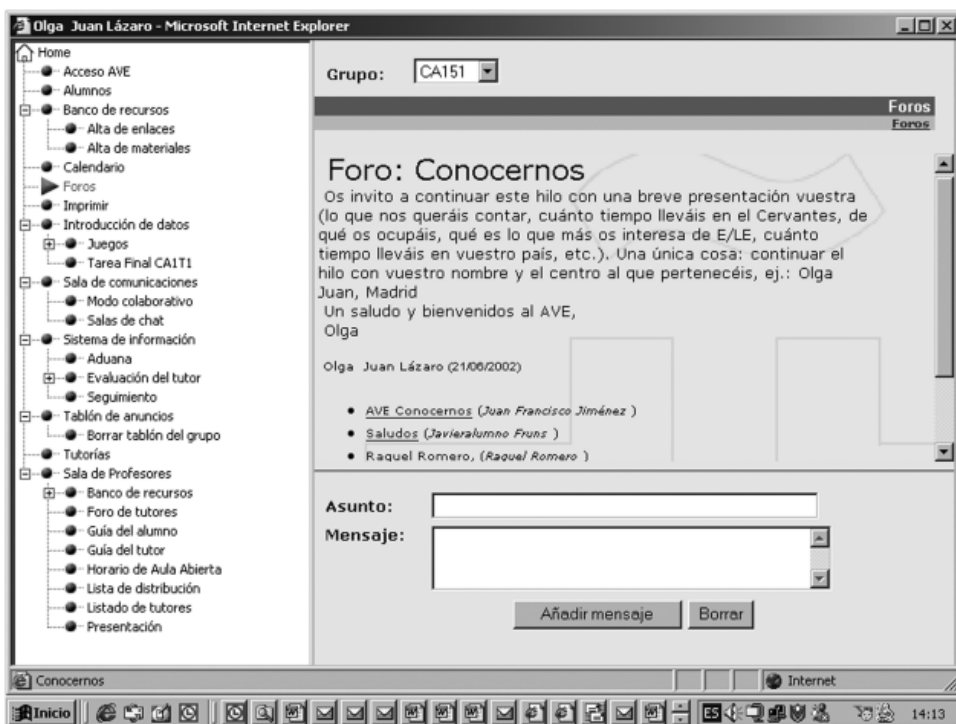 Olga Juan Lázaro - Microsoft Internet Explorer
Home
Acceso AVE
Alumnos
Banco de recursos
Alta de enlaces
Alta de materiales
Calendario
Foros
Imprimir
Introducción de datos
Juegos
Tarea Final CA1T1
Sala de comunicaciones
Modo colaborativo
Salas de chat
Sistema de información
Aduana
Evaluación del tutor
Seguimiento
Tablón de anuncios
Borrar tablón del grupo
Tutorías
Sala de Profesores
Banco de recursos
Foro de tutores
Guía del alumno
Guía del tutor
Horario de Aula Abierta
Lista de distribución
Listado de tutores
Presentación
Grupo: CA151
Foros
Foros
Foro: Conocernos
Os invito a continuar este hilo con una breve presentación vuestra
(lo que nos queráis contar, cuánto tiempo lleváis en el Cervantes, de
qué os ocupáis, qué es lo que más os interesa de E/LE, cuánto
tiempo lleváis en vuestro país, etc.). Una única cosa: continuar el
hilo con vuestro nombre y el centro al que pertenecéis, ej.: Olga
Juan, Madrid
Un saludo y bienvenidos al AVE,
Olga
Olga Juan Lázaro (21/06/2002)
AVE Conocernos (Juan Francisco Jiménez )
Saludos (Javieralumno Fruns )
Raquel Romero, (Raquel Romero )
Asunto:
Mensaje:
Añadir mensaje Borrar
Conocernos Internet
Inicio ES 14:13